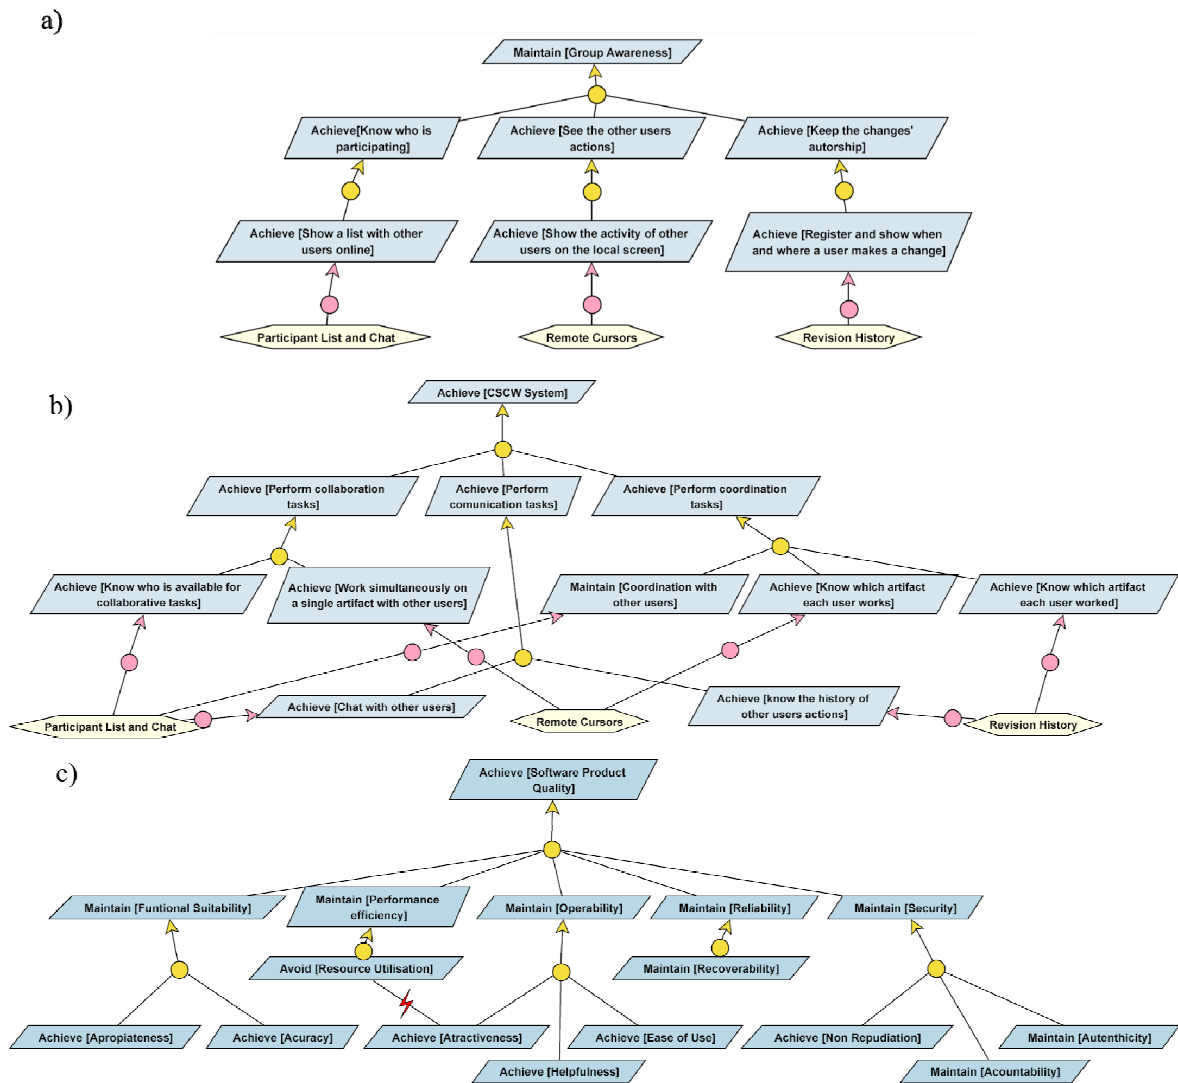 a)
Maintain [Group Awareness]
Achieve[Know who is
participating]
Achieve [See the other users
actions]
Achieve [Keep the changes'
autorship]
Achieve [Show a list with other
users online]
Achieve [Show the activity of other
users on the local screen]
Achieve [Register and show when
and where a user makes a change]
Participant List and Chat
Remote Cursors
Revision History
b)
Achieve [CSCW System]
Achieve [Perform collaboration
tasks]
Achieve [Perform
comunication tasks]
Achieve [Perform coordination
tasks]
Achieve [Know who is available for
collaborative tasks]
Achieve [Work simultaneously on
a single artifact with other users]
Maintain [Coordination with
other users]
Achieve [Know which artifact
each user works]
Achieve [Know which artifact
each user worked]
Achieve [Chat with other users]
Achieve [know the history of
other users actions]
Participant List and Chat
Remote Cursors
Revision History
c)
Achieve [Software Product
Quality]
Maintain [Funtional Suitability]
Maintain [Performance
efficiency]
Maintain [Operability]
Maintain [Reliability]
Maintain [Security]
Avoid [Resource Utilisation]
Maintain [Recoverability]
Achieve [Apropiateness]
Achieve [Acuracy]
Achieve [Atractiveness]
Achieve [Ease of Use]
Achieve [Non Repudiation]
Maintain [Autenthicity]
Achieve [Helpfulness]
Maintain [Acountability]